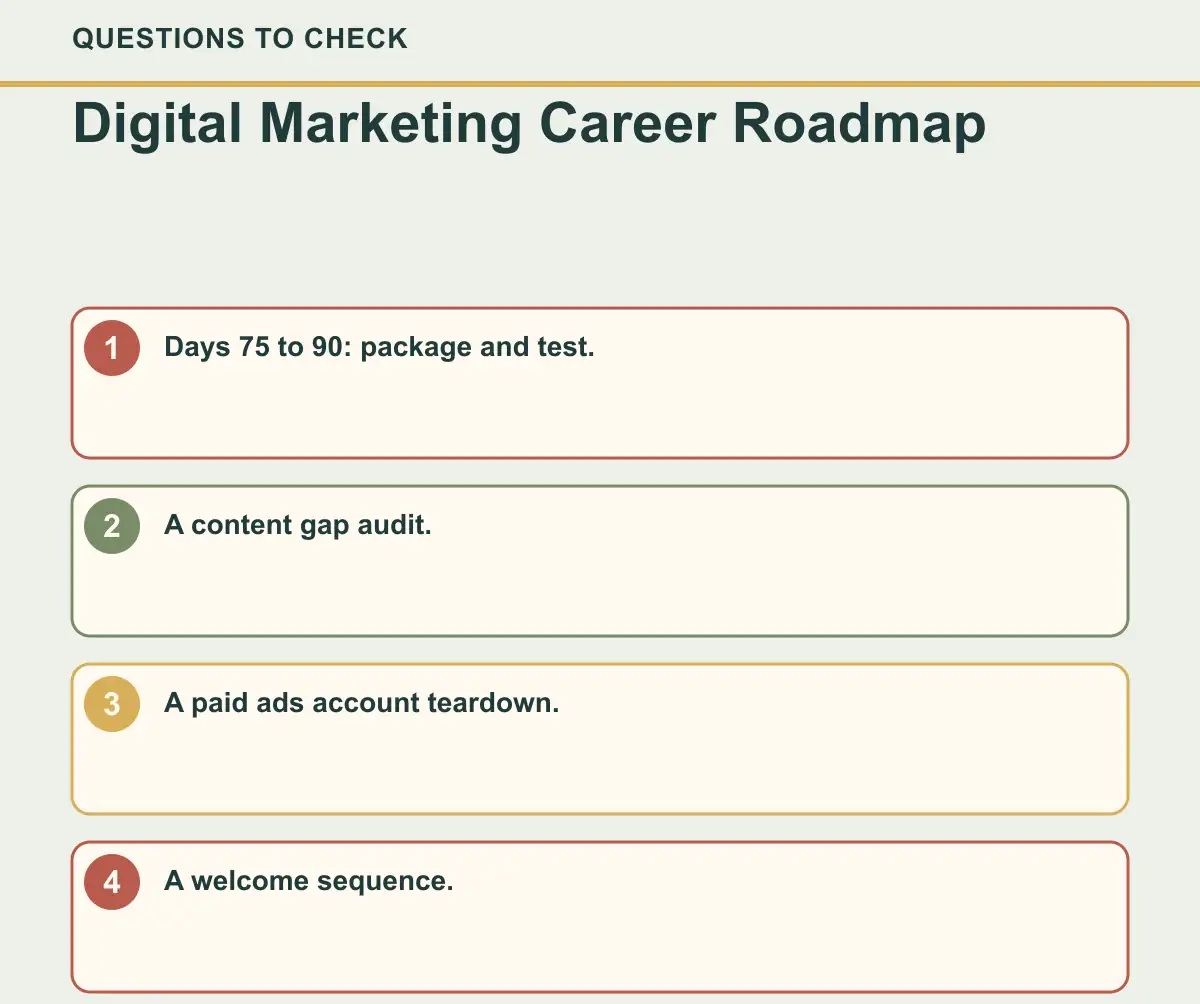 QUESTIONS TO CHECK
Digital Marketing Career Roadmap
1 Days 75 to 90: package and test.
2 A content gap audit.
3 A paid ads account teardown.
4 A welcome sequence.